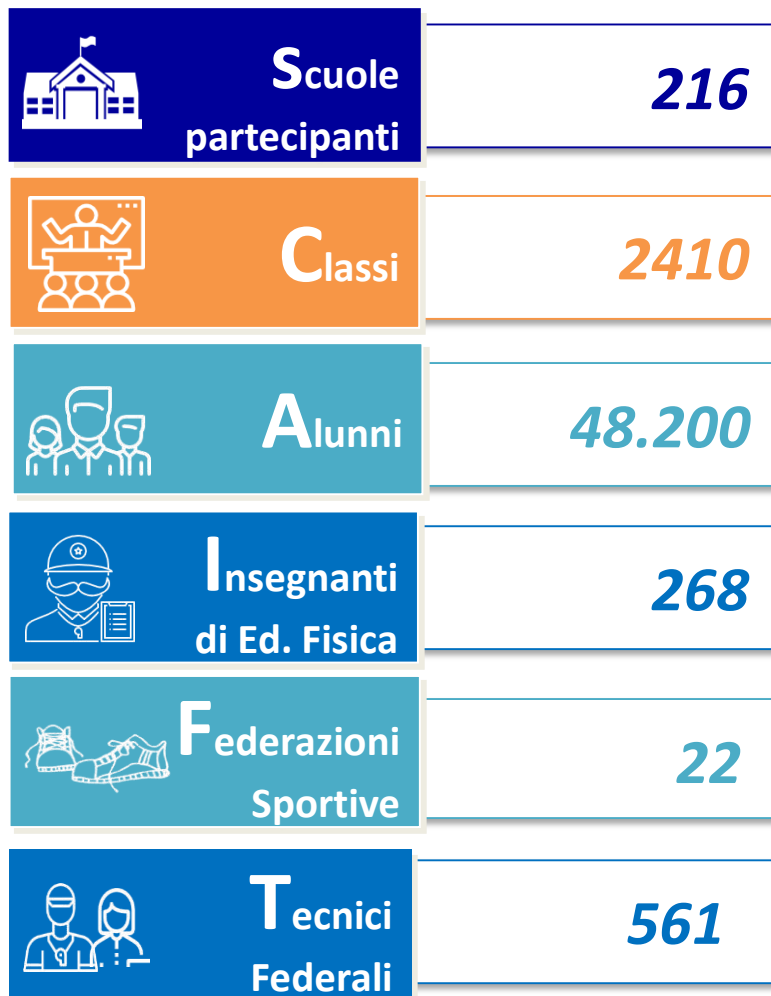 Scuole
partecipanti
216
Classi
2410
Alunni
48.200
Insegnanti
di Ed. Fisica
268
Federazioni
Sportive
22
Tecnici
Federali
561